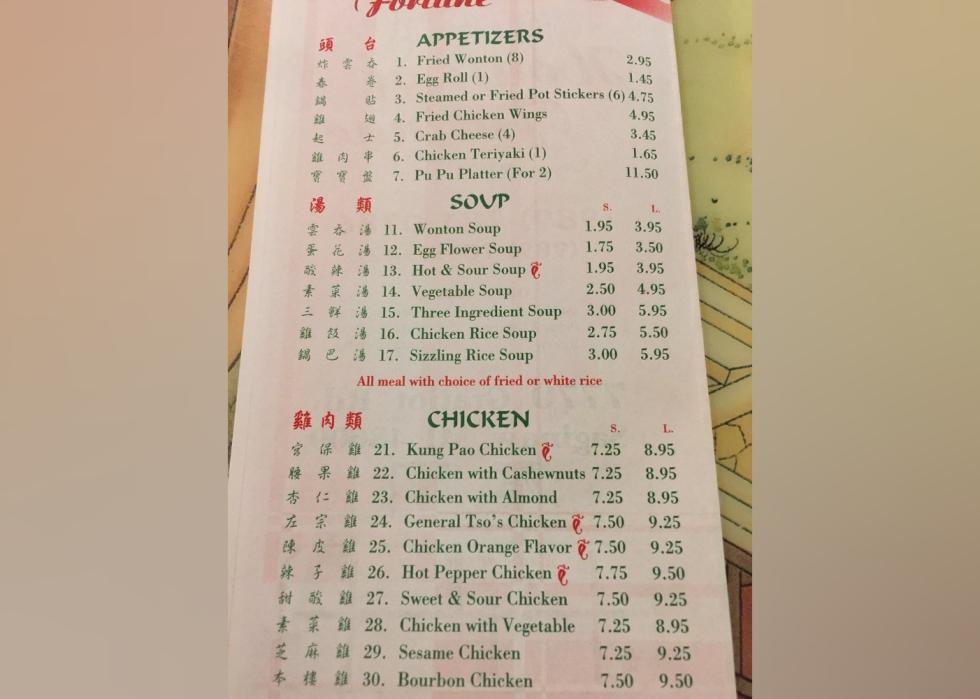 Fortune
頭台 APPETIZERS
炸雲吞 1. Fried Wonton (8) 2.95
春卷 2. Egg Roll (1) 1.45
鍋貼 3. Steamed or Fried Pot Stickers (6) 4.75
雞翅 4. Fried Chicken Wings 4.95
起士 5. Crab Cheese (4) 3.45
雞肉串 6. Chicken Teriyaki (1) 1.65
寶寶盤 7. Pu Pu Platter (For 2) 11.50
湯類 SOUP S. L.
雲吞湯 11. Wonton Soup 1.95 3.95
蛋花湯 12. Egg Flower Soup 1.75 3.50
酸辣湯 13. Hot & Sour Soup 1.95 3.95
素菜湯 14. Vegetable Soup 2.50 4.95
三鮮湯 15. Three Ingredient Soup 3.00 5.95
雞飯湯 16. Chicken Rice Soup 2.75 5.50
鍋巴湯 17. Sizzling Rice Soup 3.00 5.95
All meal with choice of fried or white rice
雞肉類 CHICKEN S. L.
宮保雞 21. Kung Pao Chicken 7.25 8.95
腰果雞 22. Chicken with Cashewnuts 7.25 8.95
杏仁雞 23. Chicken with Almond 7.25 8.95
左宗雞 24. General Tso's Chicken 7.50 9.25
陳皮雞 25. Chicken Orange Flavor 7.50 9.25
辣子雞 26. Hot Pepper Chicken 7.75 9.50
甜酸雞 27. Sweet & Sour Chicken 7.50 9.25
素菜雞 28. Chicken with Vegetable 7.25 8.95
芝麻雞 29. Sesame Chicken 7.25 9.25
本樓雞 30. Bourbon Chicken 7.50 9.50